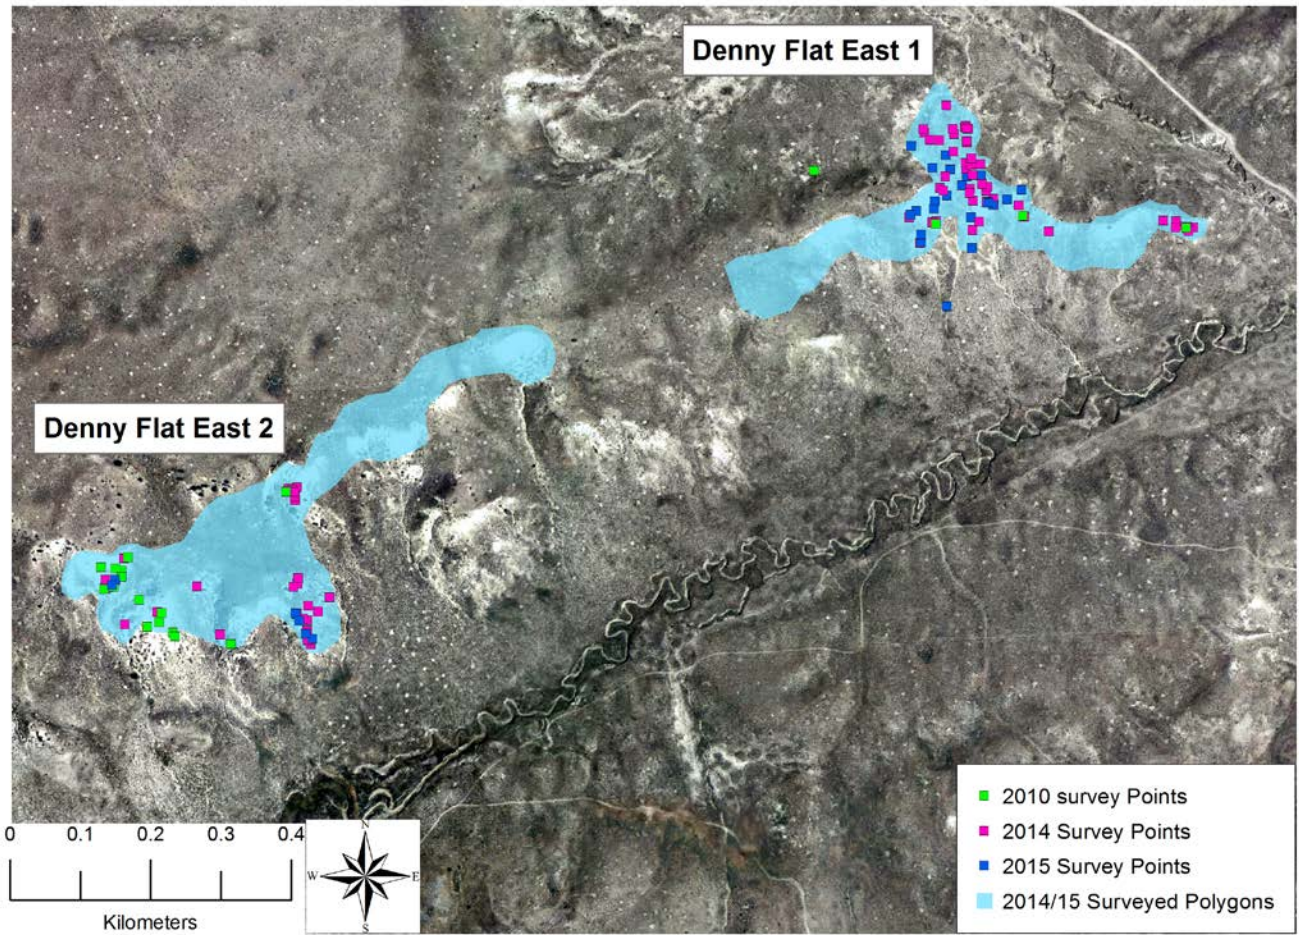 Denny Flat East 1
Denny Flat East 2
2010 survey Points
2014 Survey Points
2015 Survey Points
2014/15 Surveyed Polygons
0 0.1 0.2 0.3 0.4
Kilometers
N
W E
S